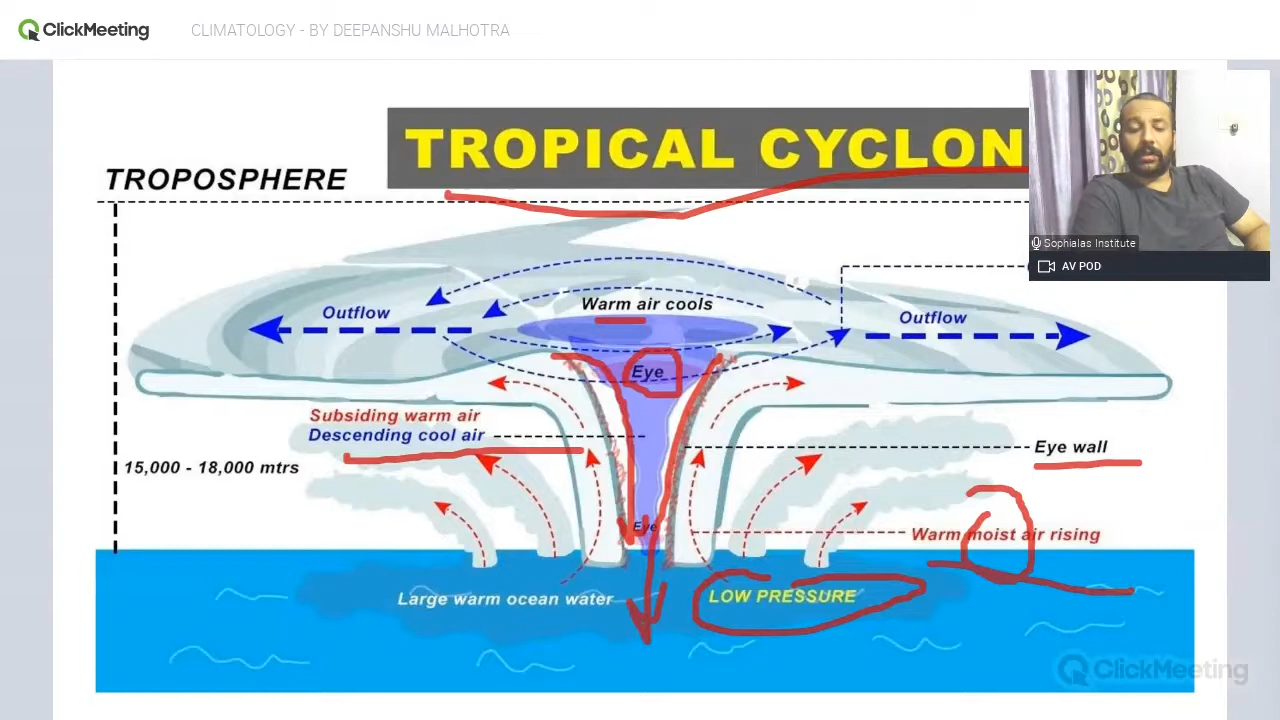 ClickMeeting
CLIMATOLOGY - BY DEEPANSHU MALHOTRA
TROPICAL CYCLON
TROPOSPHERE
Sophialas Institute
AV POD
Warm air cools
Outflow
Outflow
Eye
Subsiding warm air
Descending cool air
Eye wall
15,000 - 18,000 mtrs
Eye
Warm moist air rising
Large warm ocean water
LOW PRESSURE
ClickMeeting